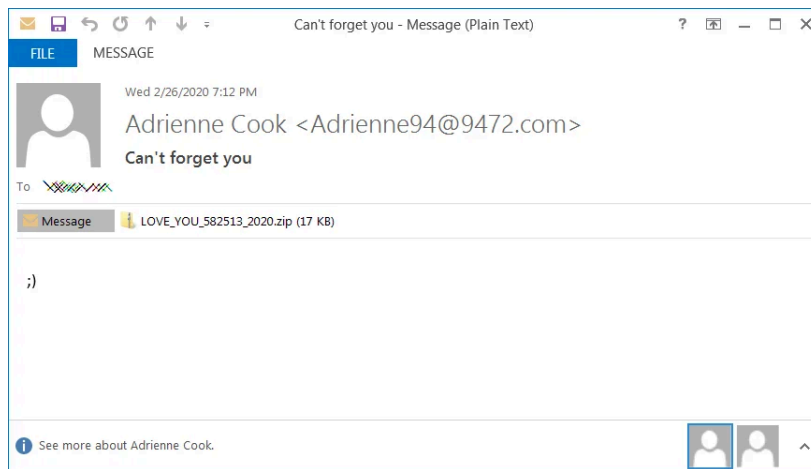 Can't forget you - Message (Plain Text)
?
FILE MESSAGE
Wed 2/26/2020 7:12 PM
Adrienne Cook <Adrienne94@9472.com>
Can't forget you
To
Message LOVE_YOU_582513_2020.zip (17 KB)
;)
See more about Adrienne Cook.